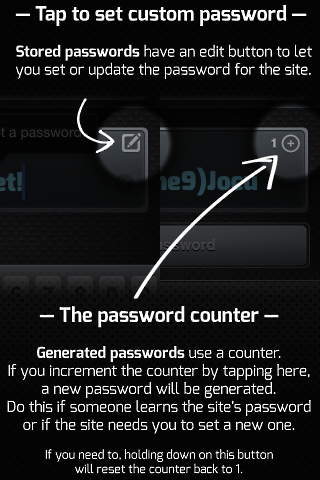 — Tap to set custom password —
Stored passwords have an edit button to let
you set or update the password for the site.
t a password
et!
1
ne9)Jocd
word
— The password counter —
Generated passwords use a counter.
If you increment the counter by tapping here,
a new password will be generated.
Do this if someone learns the site's password
or if the site needs you to set a new one.
If you need to, holding down on this button
will reset the counter back to 1.